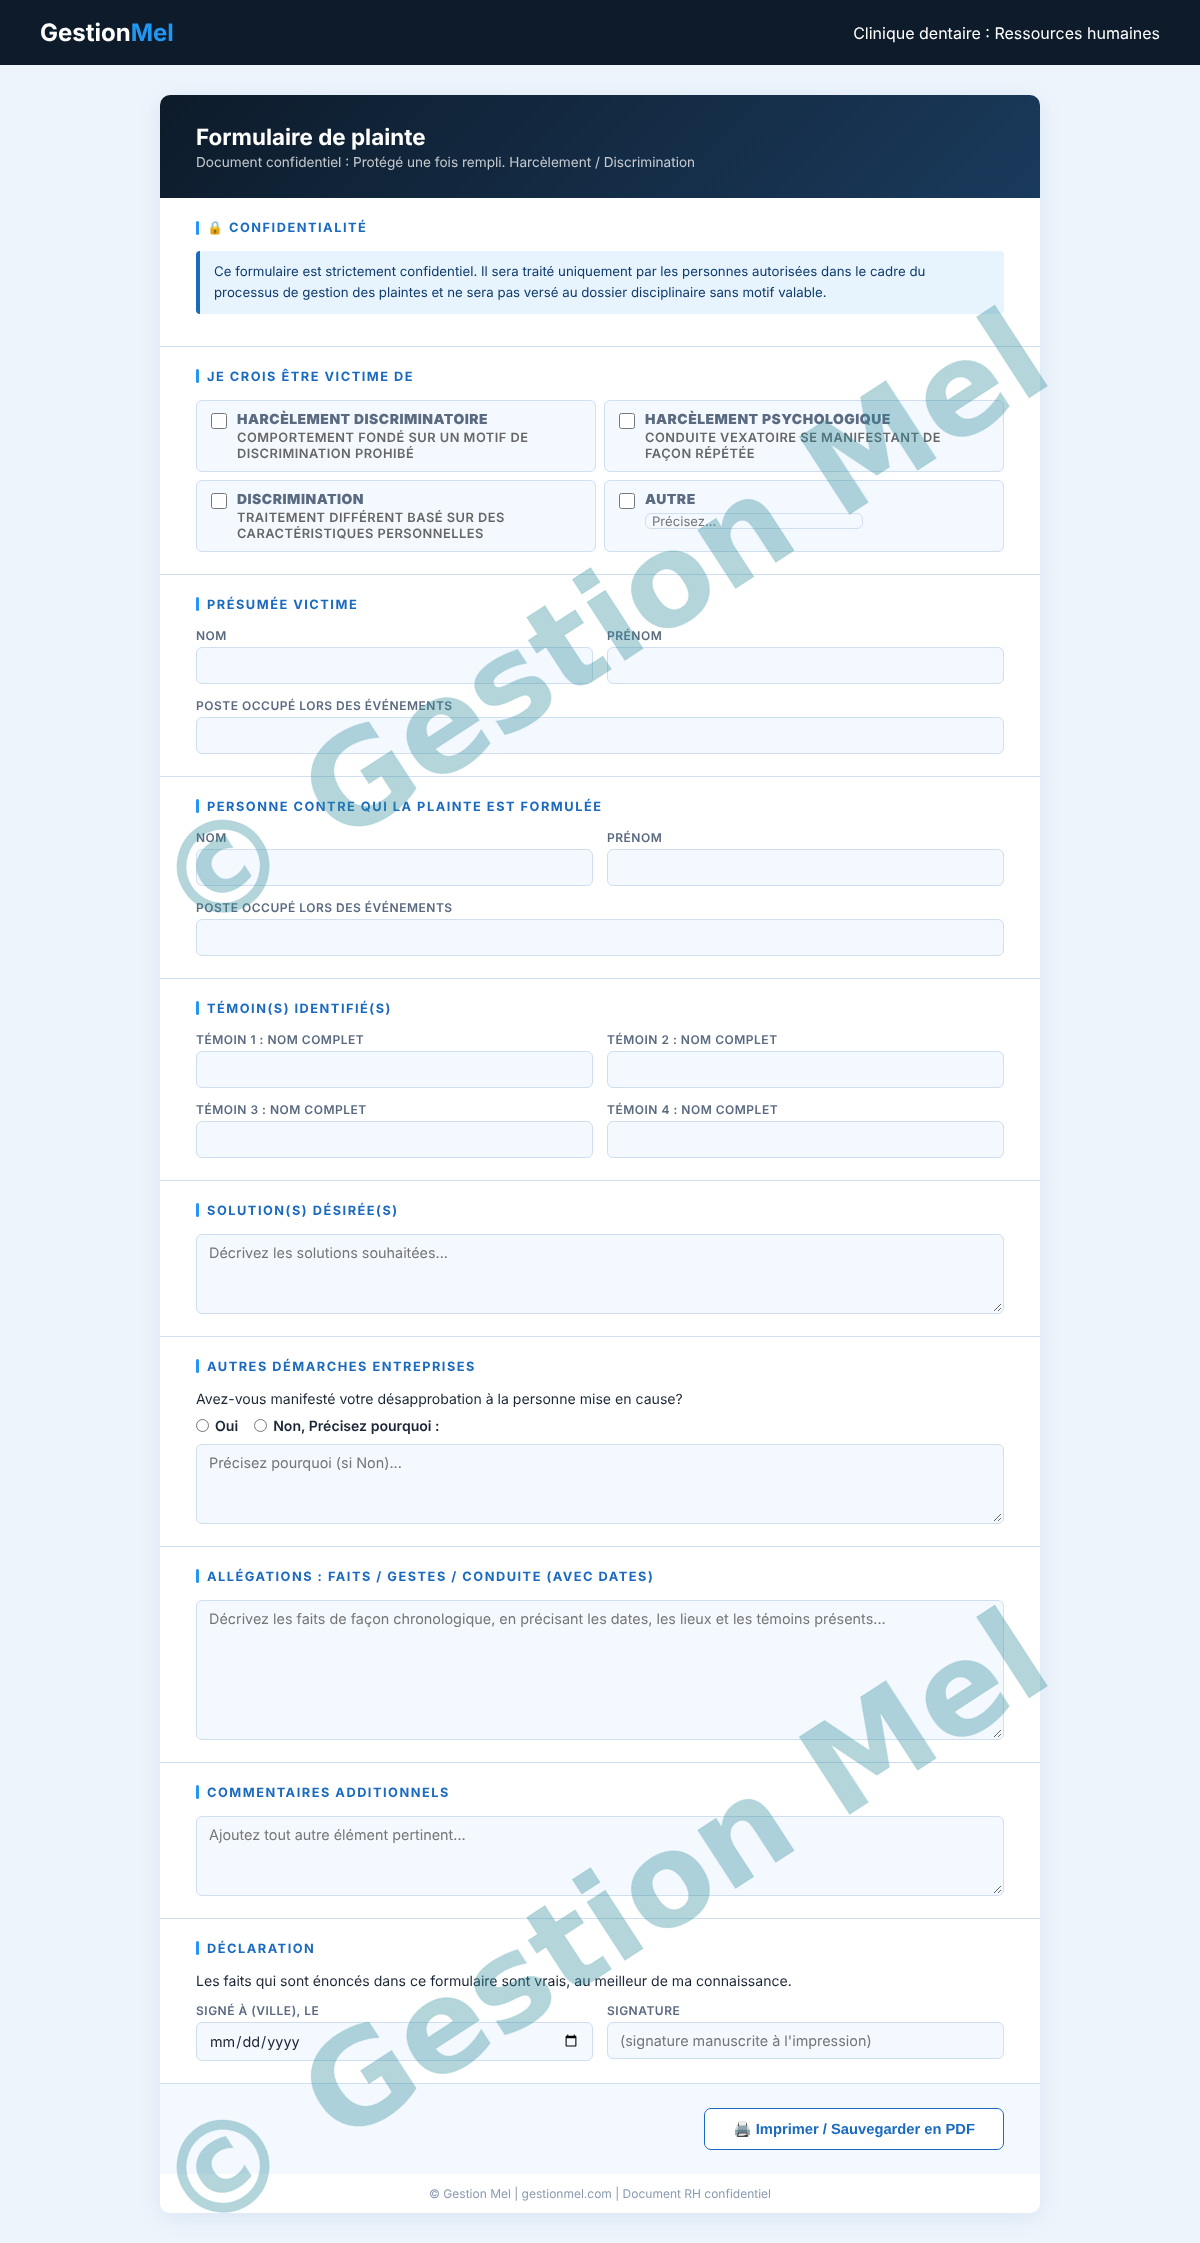 GestionMel
Clinique dentaire : Ressources humaines
Formulaire de plainte
Document confidentiel : Protégé une fois rempli. Harcèlement / Discrimination
🔒 CONFIDENTIALITÉ
Ce formulaire est strictement confidentiel. Il sera traité uniquement par les personnes autorisées dans le cadre du
processus de gestion des plaintes et ne sera pas versé au dossier disciplinaire sans motif valable.
JE CROIS ÊTRE VICTIME DE
HARCÈLEMENT DISCRIMINATOIRE
COMPORTEMENT FONDÉ SUR UN MOTIF DE
DISCRIMINATION PROHIBÉ
HARCÈLEMENT PSYCHOLOGIQUE
CONDUITE VEXATOIRE SE MANIFESTANT DE
FAÇON RÉPÉTÉE
DISCRIMINATION
TRAITEMENT DIFFÉRENT BASÉ SUR DES
CARACTÉRISTIQUES PERSONNELLES
AUTRE
Précisez...
PRÉSUMÉE VICTIME
NOM
PRÉNOM
POSTE OCCUPÉ LORS DES ÉVÉNEMENTS
© Gestion Mel
PERSONNE CONTRE QUI LA PLAINTE EST FORMULÉE
NOM
PRÉNOM
POSTE OCCUPÉ LORS DES ÉVÉNEMENTS
TÉMOIN(S) IDENTIFIÉ(S)
TÉMOIN 1 : NOM COMPLET
TÉMOIN 2 : NOM COMPLET
TÉMOIN 3 : NOM COMPLET
TÉMOIN 4 : NOM COMPLET
SOLUTION(S) DÉSIRÉE(S)
Décrivez les solutions souhaitées...
AUTRES DÉMARCHES ENTREPRISES
Avez-vous manifesté votre désapprobation à la personne mise en cause?
Oui
Non, Précisez pourquoi :
Précisez pourquoi (si Non)...
ALLÉGATIONS : FAITS / GESTES / CONDUITE (AVEC DATES)
Décrivez les faits de façon chronologique, en précisant les dates, les lieux et les témoins présents...
COMMENTAIRES ADDITIONNELS
Ajoutez tout autre élément pertinent...
© Gestion Mel
DÉCLARATION
Les faits qui sont énoncés dans ce formulaire sont vrais, au meilleur de ma connaissance.
SIGNÉ À (VILLE), LE
SIGNATURE
mm/dd/yyyy
(signature manuscrite à l'impression)
🖨️ Imprimer / Sauvegarder en PDF
© Gestion Mel | gestionmel.com | Document RH confidentiel